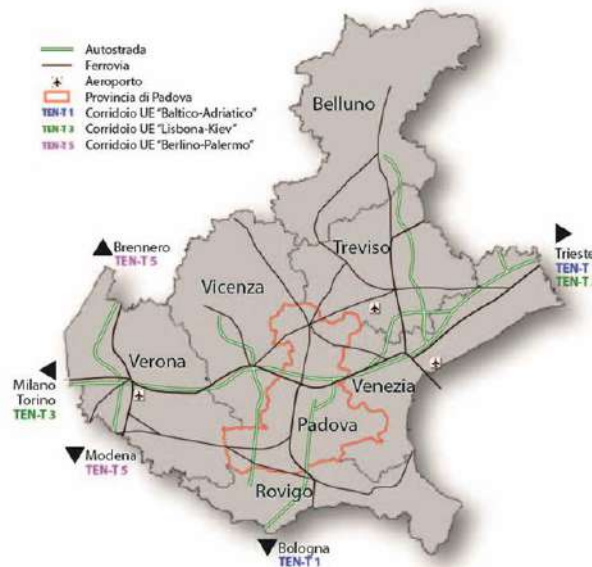 Autostrada
Ferrovia
Aeroporto
Provincia di Padova
TEN-T 1 Corridoio UE "Baltico-Adriatico"
TEN-T 3 Corridoio UE "Lisbona-Kiev"
TEN-T 5 Corridoio UE "Berlino-Palermo"
Belluno
Treviso
Trieste
TEN-T
TEN-T
Brennero
TEN-T 5
Vicenza
Verona
Milano
Torino
TEN-T 3
Venezia
Padova
Modena
TEN-T 5
Rovigo
Bologna
TEN-T 1